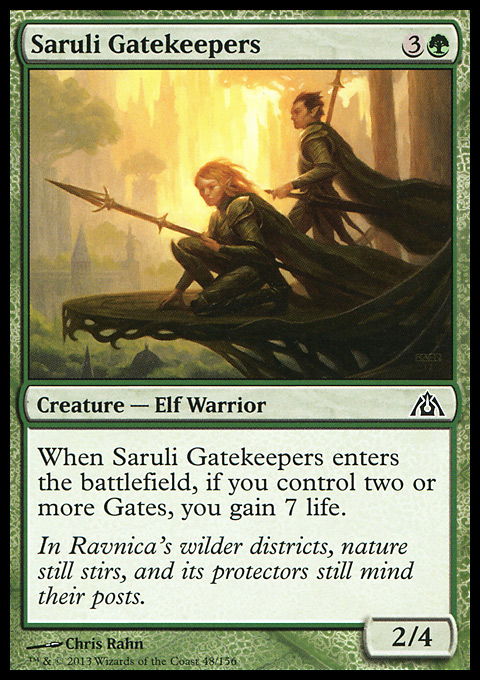 Saruli Gatekeepers 3
Creature — Elf Warrior
When Saruli Gatekeepers enters
the battlefield, if you control two or
more Gates, you gain 7 life.
In Ravnica's wilder districts, nature
still stirs, and its protectors still mind
their posts.
2/4
Chris Rahn
™ & © 2013 Wizards of the Coast 48/156